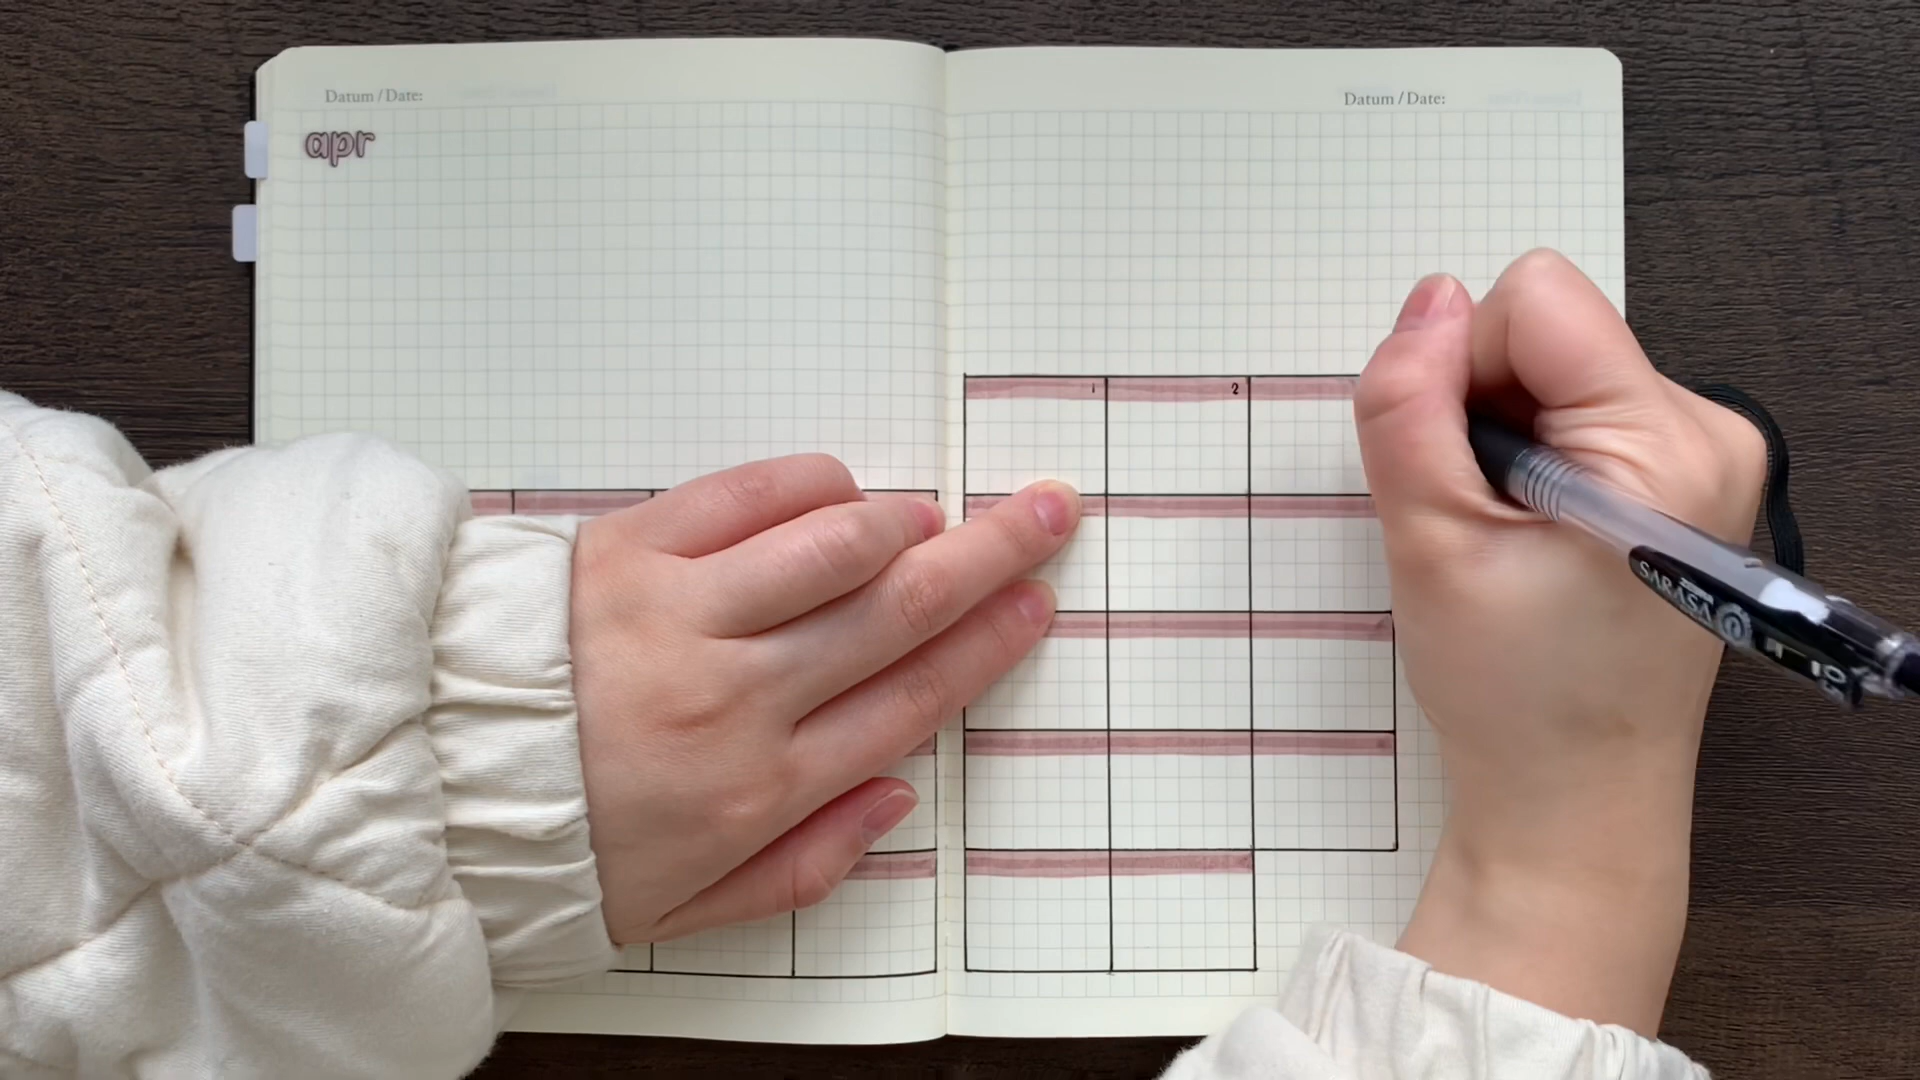 Datum / Date:
apr
Datum / Date:
1
2
SARASA